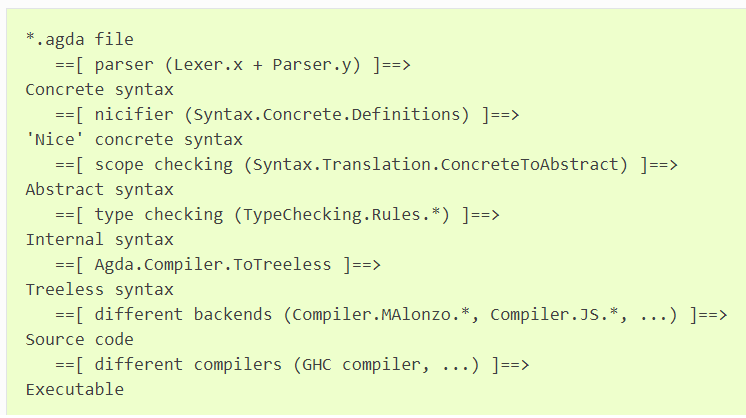 *.agda file
==[ parser (Lexer.x + Parser.y) ]==>
Concrete syntax
==[ nicifier (Syntax.Concrete.Definitions) ]==>
'Nice' concrete syntax
==[ scope checking (Syntax.Translation.ConcreteToAbstract) ]==>
Abstract syntax
==[ type checking (TypeChecking.Rules.*) ]==>
Internal syntax
==[ Agda.Compiler.ToTreeless ]==>
Treeless syntax
==[ different backends (Compiler.MAlonzo.*, Compiler.JS.*, ...) ]==>
Source code
==[ different compilers (GHC compiler, ...) ]==>
Executable